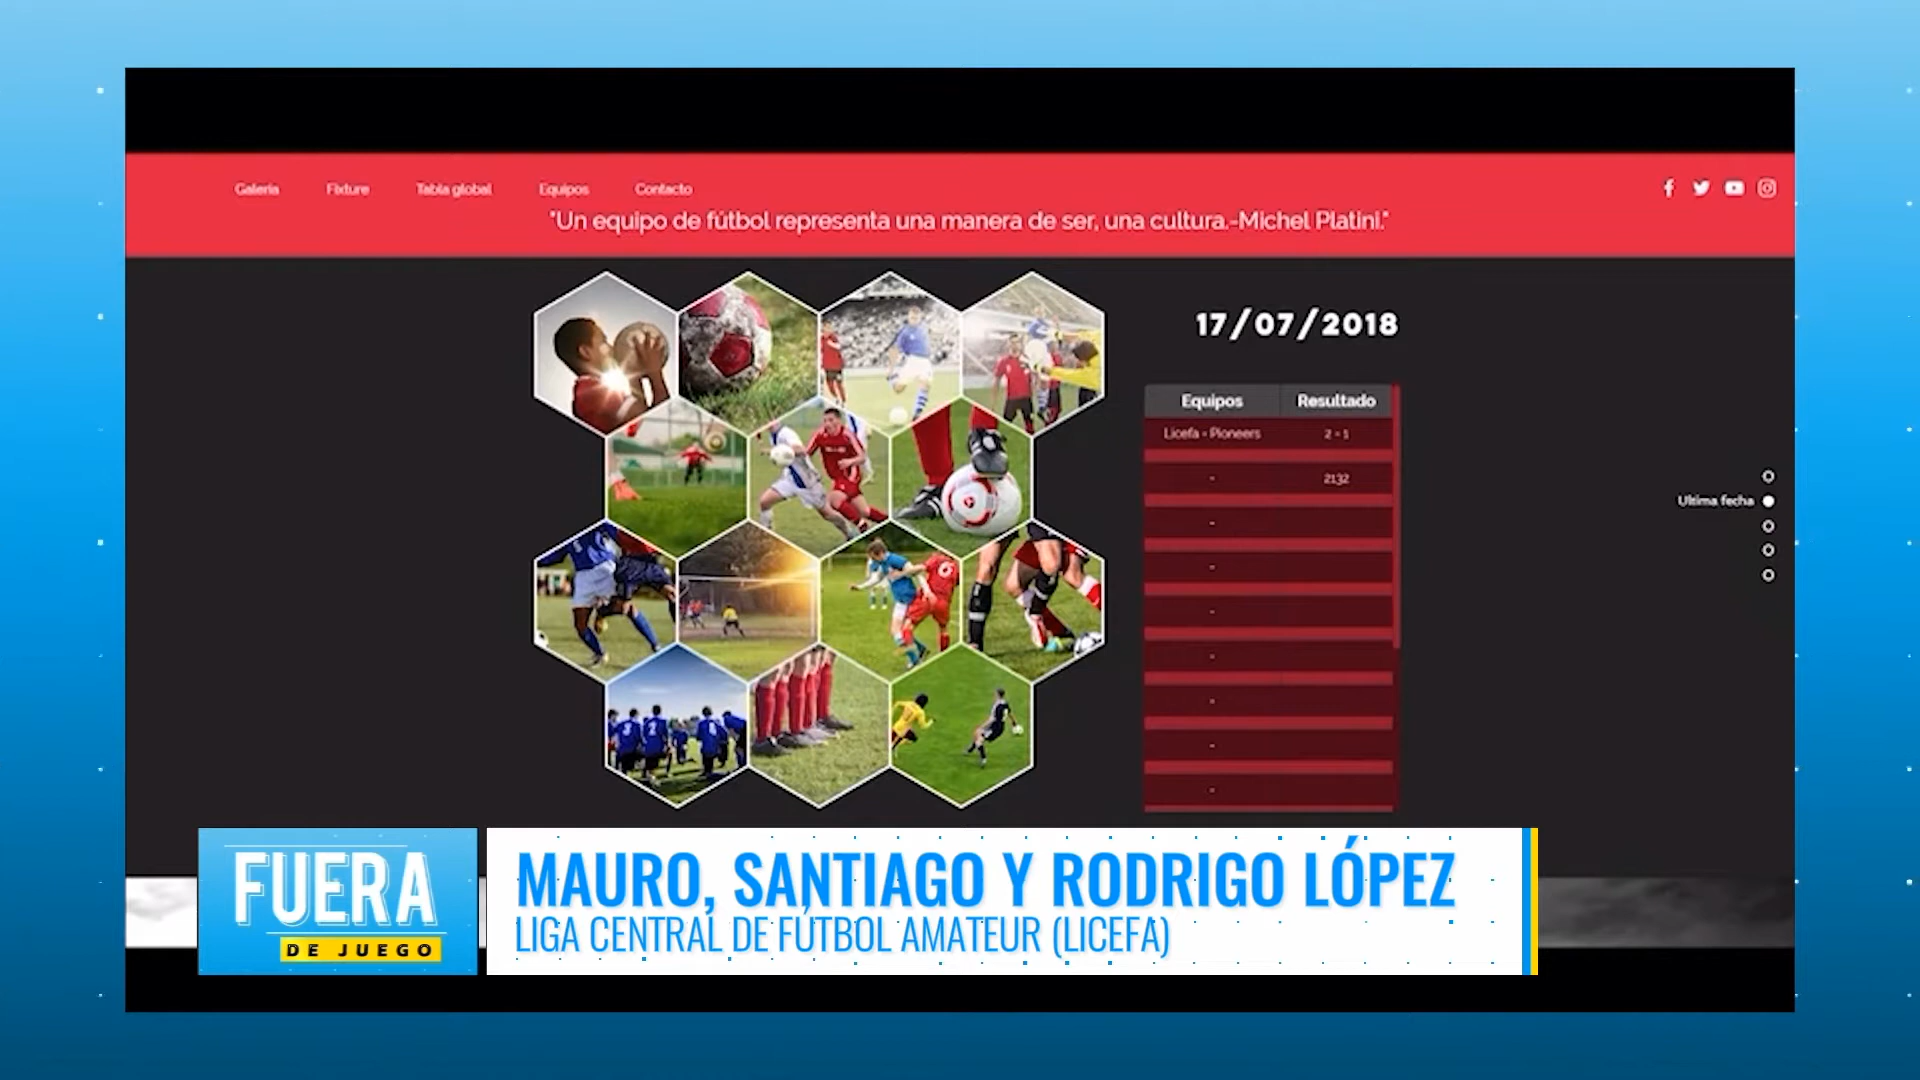 Galería Fixture Tabla global Equipos Contacto
"Un equipo de fútbol representa una manera de ser, una cultura.-Michel Platini."
17/07/2018
Equipos Resultado
Licefa - Pioneers 2 - 1
- 2132
-
-
-
-
-
-
-
Ultima fecha
FUERA
DE JUEGO
MAURO, SANTIAGO Y RODRIGO LÓPEZ
LIGA CENTRAL DE FÚTBOL AMATEUR (LICEFA)